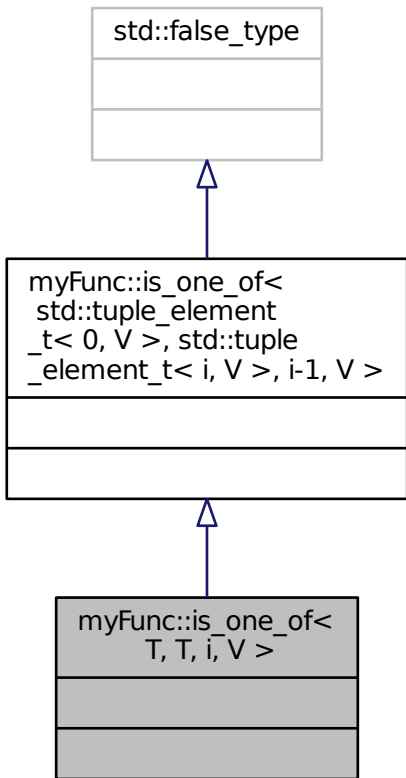 std::false_type
myFunc::is_one_of<
std::tuple_element
_t< 0, V >, std::tuple
_element_t< i, V >, i-1, V >
myFunc::is_one_of<
T, T, i, V >